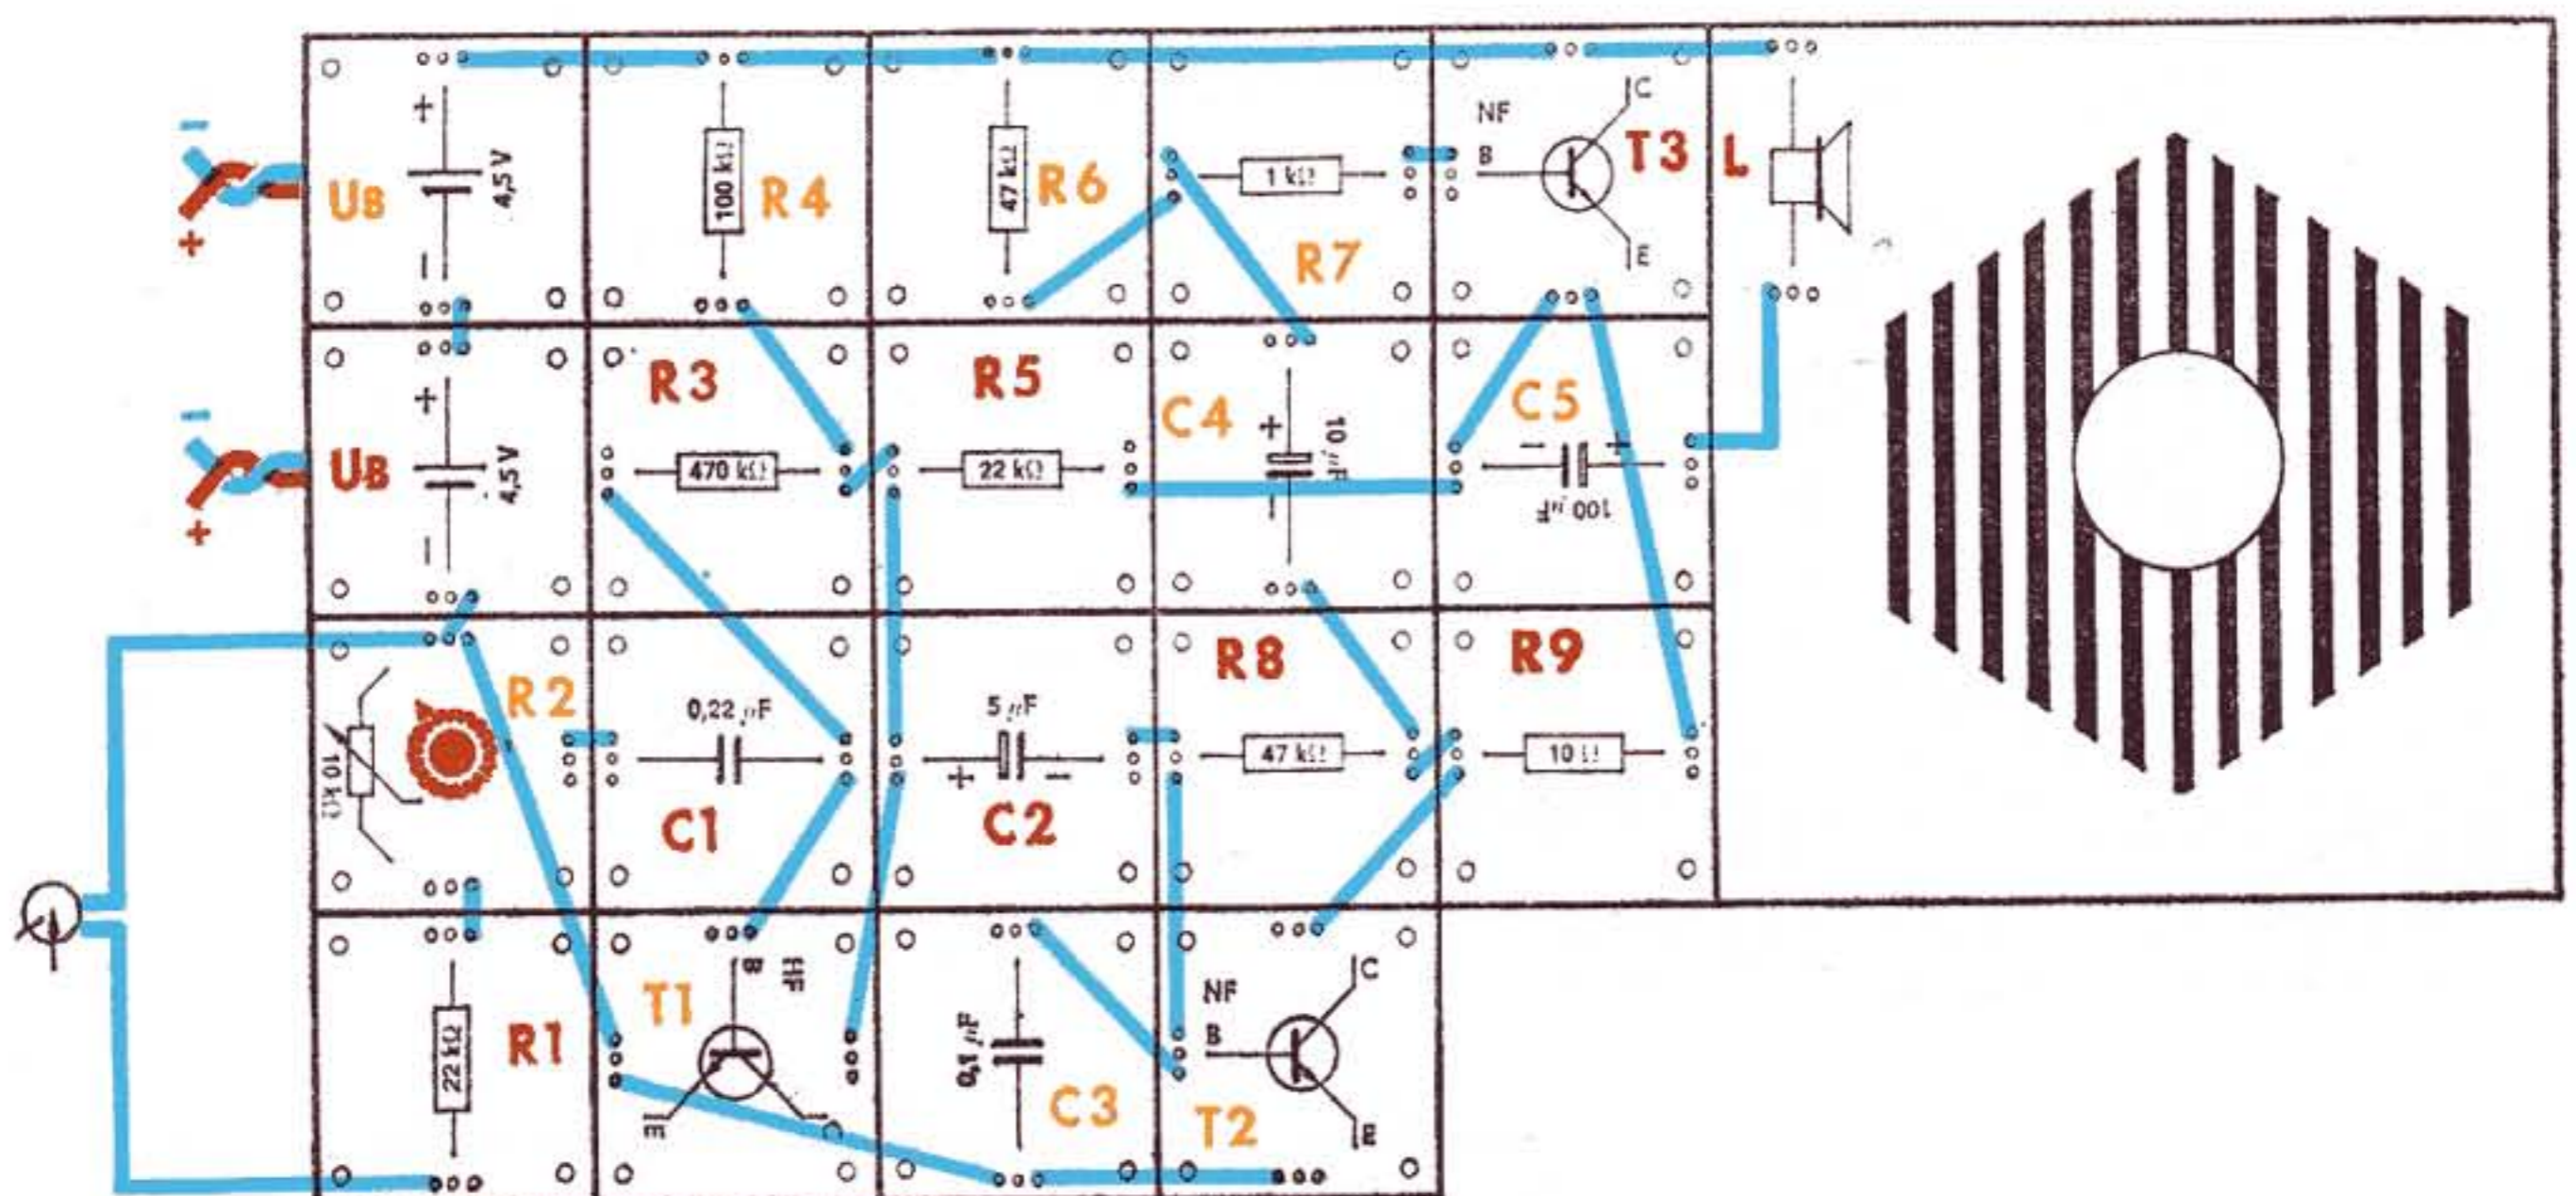 −
+
UB
+
−
4,5V
100 kΩ
R4
47 kΩ
R6
1 kΩ
R7
NF
B
C
E
T3
L
−
+
UB
+
−
4,5V
R3
470 kΩ
R5
22 kΩ
C4
+
−
10 µF
C5
−
+
100 µF
10 kΩ
R2
0,22 µF
C1
5 µF
+
−
C2
R8
47 kΩ
R9
10 Ω
22 kΩ
R1
T1
B
HF
E
C
0,1 µF
C3
NF
B
C
E
T2